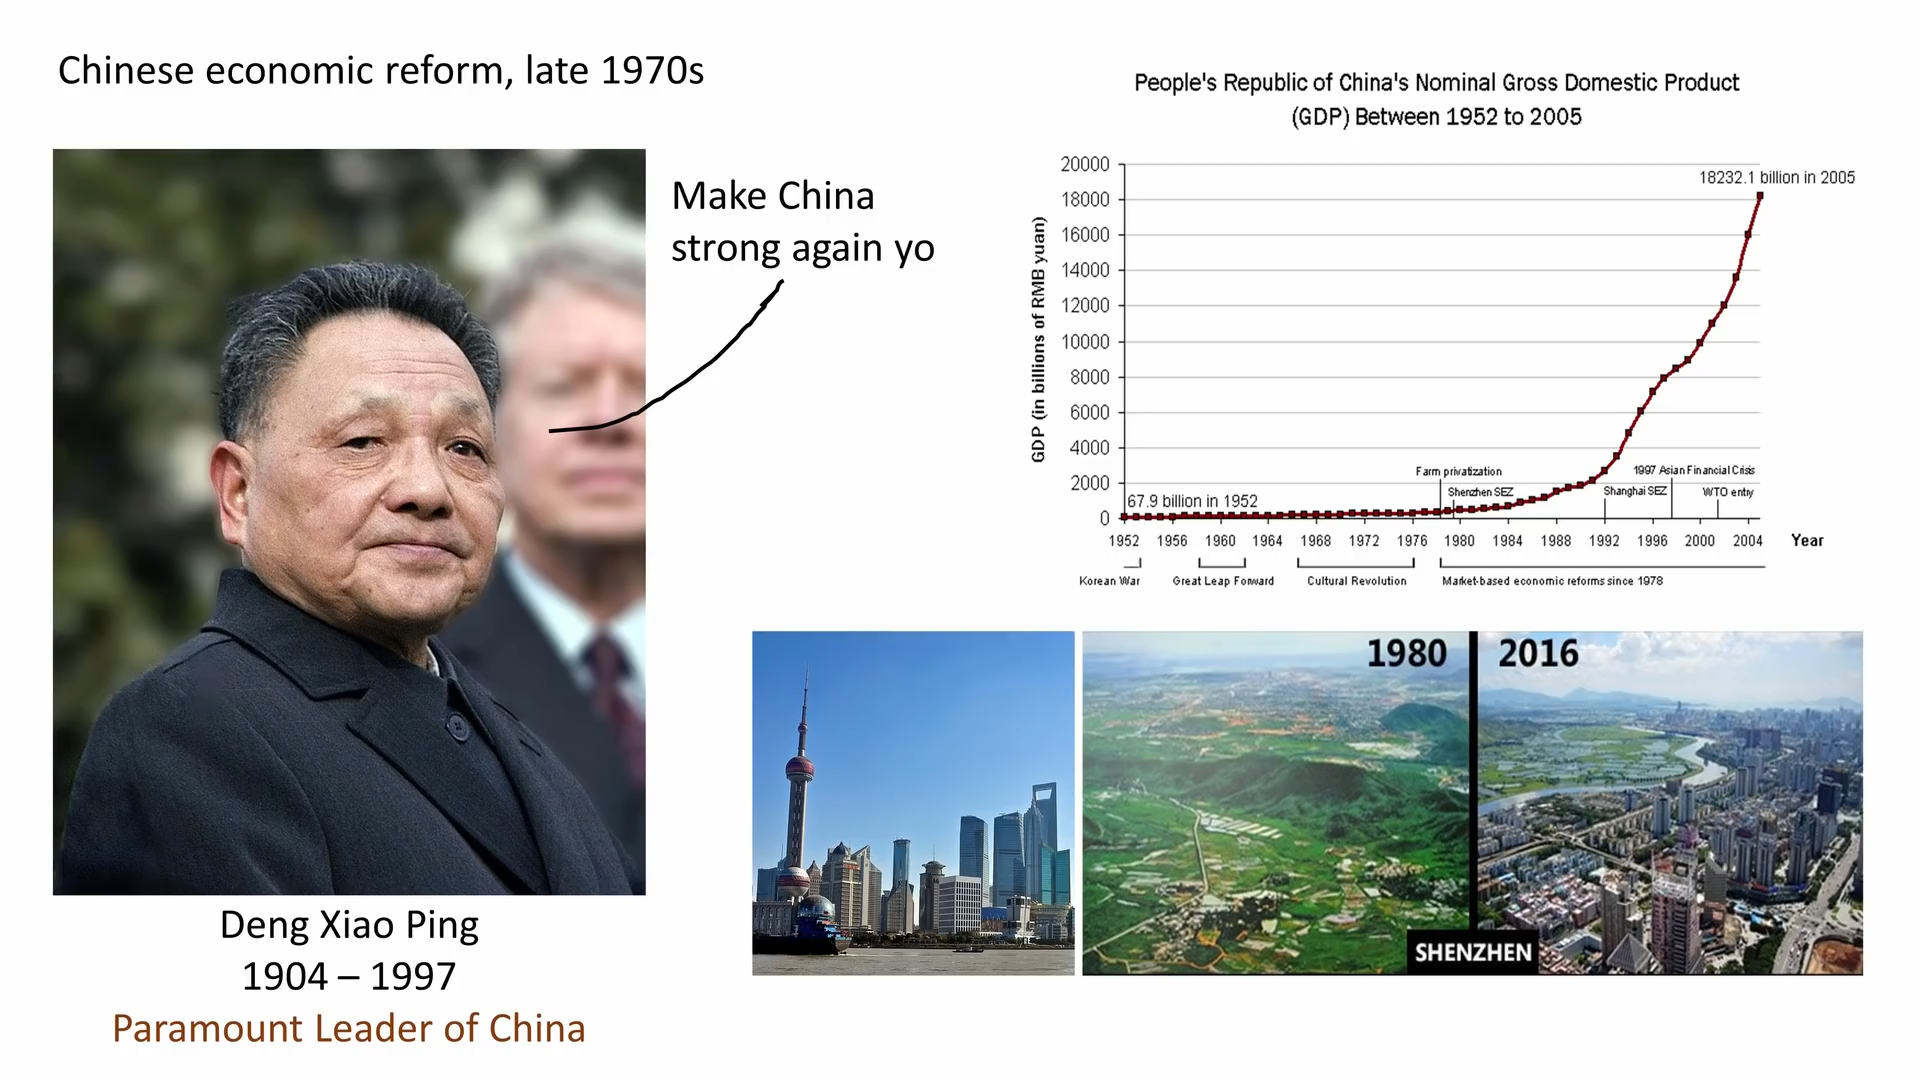 Chinese economic reform, late 1970s
Make China
strong again yo
Deng Xiao Ping
1904 – 1997
Paramount Leader of China
People's Republic of China's Nominal Gross Domestic Product
(GDP) Between 1952 to 2005
GDP (in billions of RMB yuan)
20000
18000
16000
14000
12000
10000
8000
6000
4000
2000
0
18232.1 billion in 2005
67.9 billion in 1952
Farm privatization
Shenzhen SEZ
1997 Asian Financial Crisis
Shanghai SEZ
WTO entry
1952 1956 1960 1964 1968 1972 1976 1980 1984 1988 1992 1996 2000 2004 Year
Korean War Great Leap Forward Cultural Revolution Market-based economic reforms since 1978
1980 2016
SHENZHEN